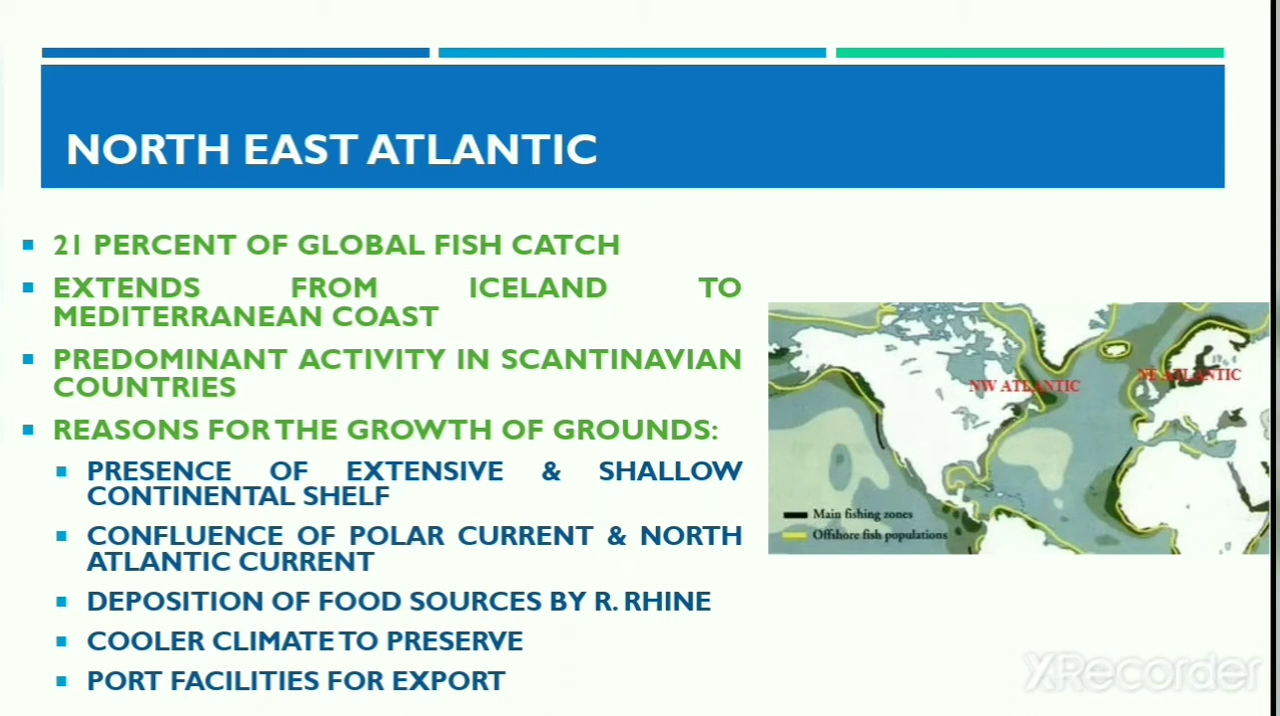 NORTH EAST ATLANTIC
21 PERCENT OF GLOBAL FISH CATCH
EXTENDS FROM ICELAND TO
MEDITERRANEAN COAST
PREDOMINANT ACTIVITY IN SCANTINAVIAN
COUNTRIES
REASONS FOR THE GROWTH OF GROUNDS:
PRESENCE OF EXTENSIVE & SHALLOW
CONTINENTAL SHELF
CONFLUENCE OF POLAR CURRENT & NORTH
ATLANTIC CURRENT
DEPOSITION OF FOOD SOURCES BY R. RHINE
COOLER CLIMATE TO PRESERVE
PORT FACILITIES FOR EXPORT
NW ATLANTIC
NE ATLANTIC
Main fishing zones
Offshore fish populations
XRecorder